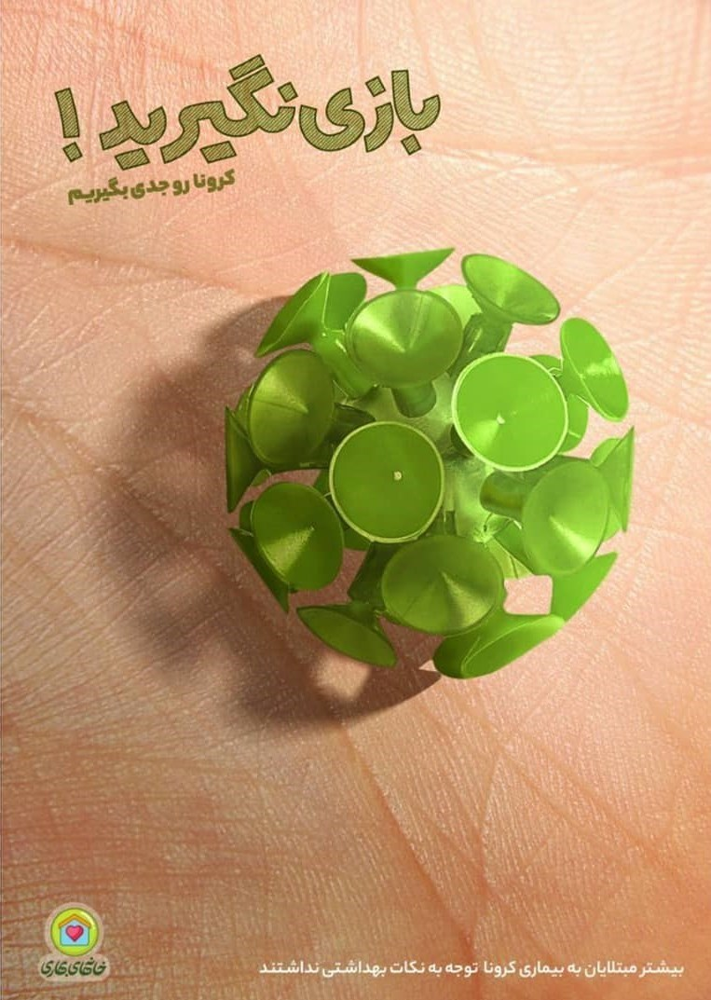 بازی نگیرید!
کرونا رو جدی بگیریم
بیشتر مبتلایان به بیماری کرونا توجه به نکات بهداشتی نداشتند